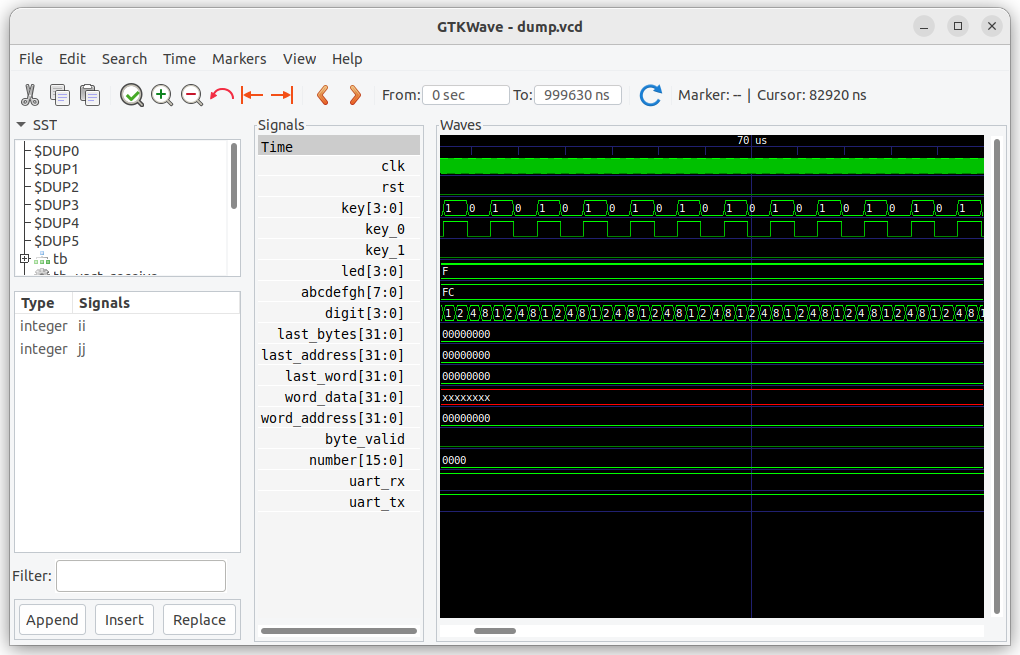 GTKWave - dump.vcd
File Edit Search Time Markers View Help
From: 0 sec To: 999630 ns Marker: -- | Cursor: 82920 ns
SST
$DUP0
$DUP1
$DUP2
$DUP3
$DUP4
$DUP5
tb
Type Signals
integer ii
integer jj
Filter:
Append Insert Replace
Signals
Time
clk
rst
key[3:0]
key_0
key_1
led[3:0]
abcdefgh[7:0]
digit[3:0]
last_bytes[31:0]
last_address[31:0]
last_word[31:0]
word_data[31:0]
word_address[31:0]
byte_valid
number[15:0]
uart_rx
uart_tx
Waves
70 us
1 0 1 0 1 0 1 0 1 0 1 0 1 0 1 0 1 0 1 0 1 0 1
F
FC
1 2 4 8 1 2 4 8 1 2 4 8 1 2 4 8 1 2 4 8 1 2 4 8 1 2 4 8 1 2 4 8 1 2 4 8 1 2 4 8 1 2 4 8 1
00000000
00000000
00000000
xxxxxxxx
00000000
0000